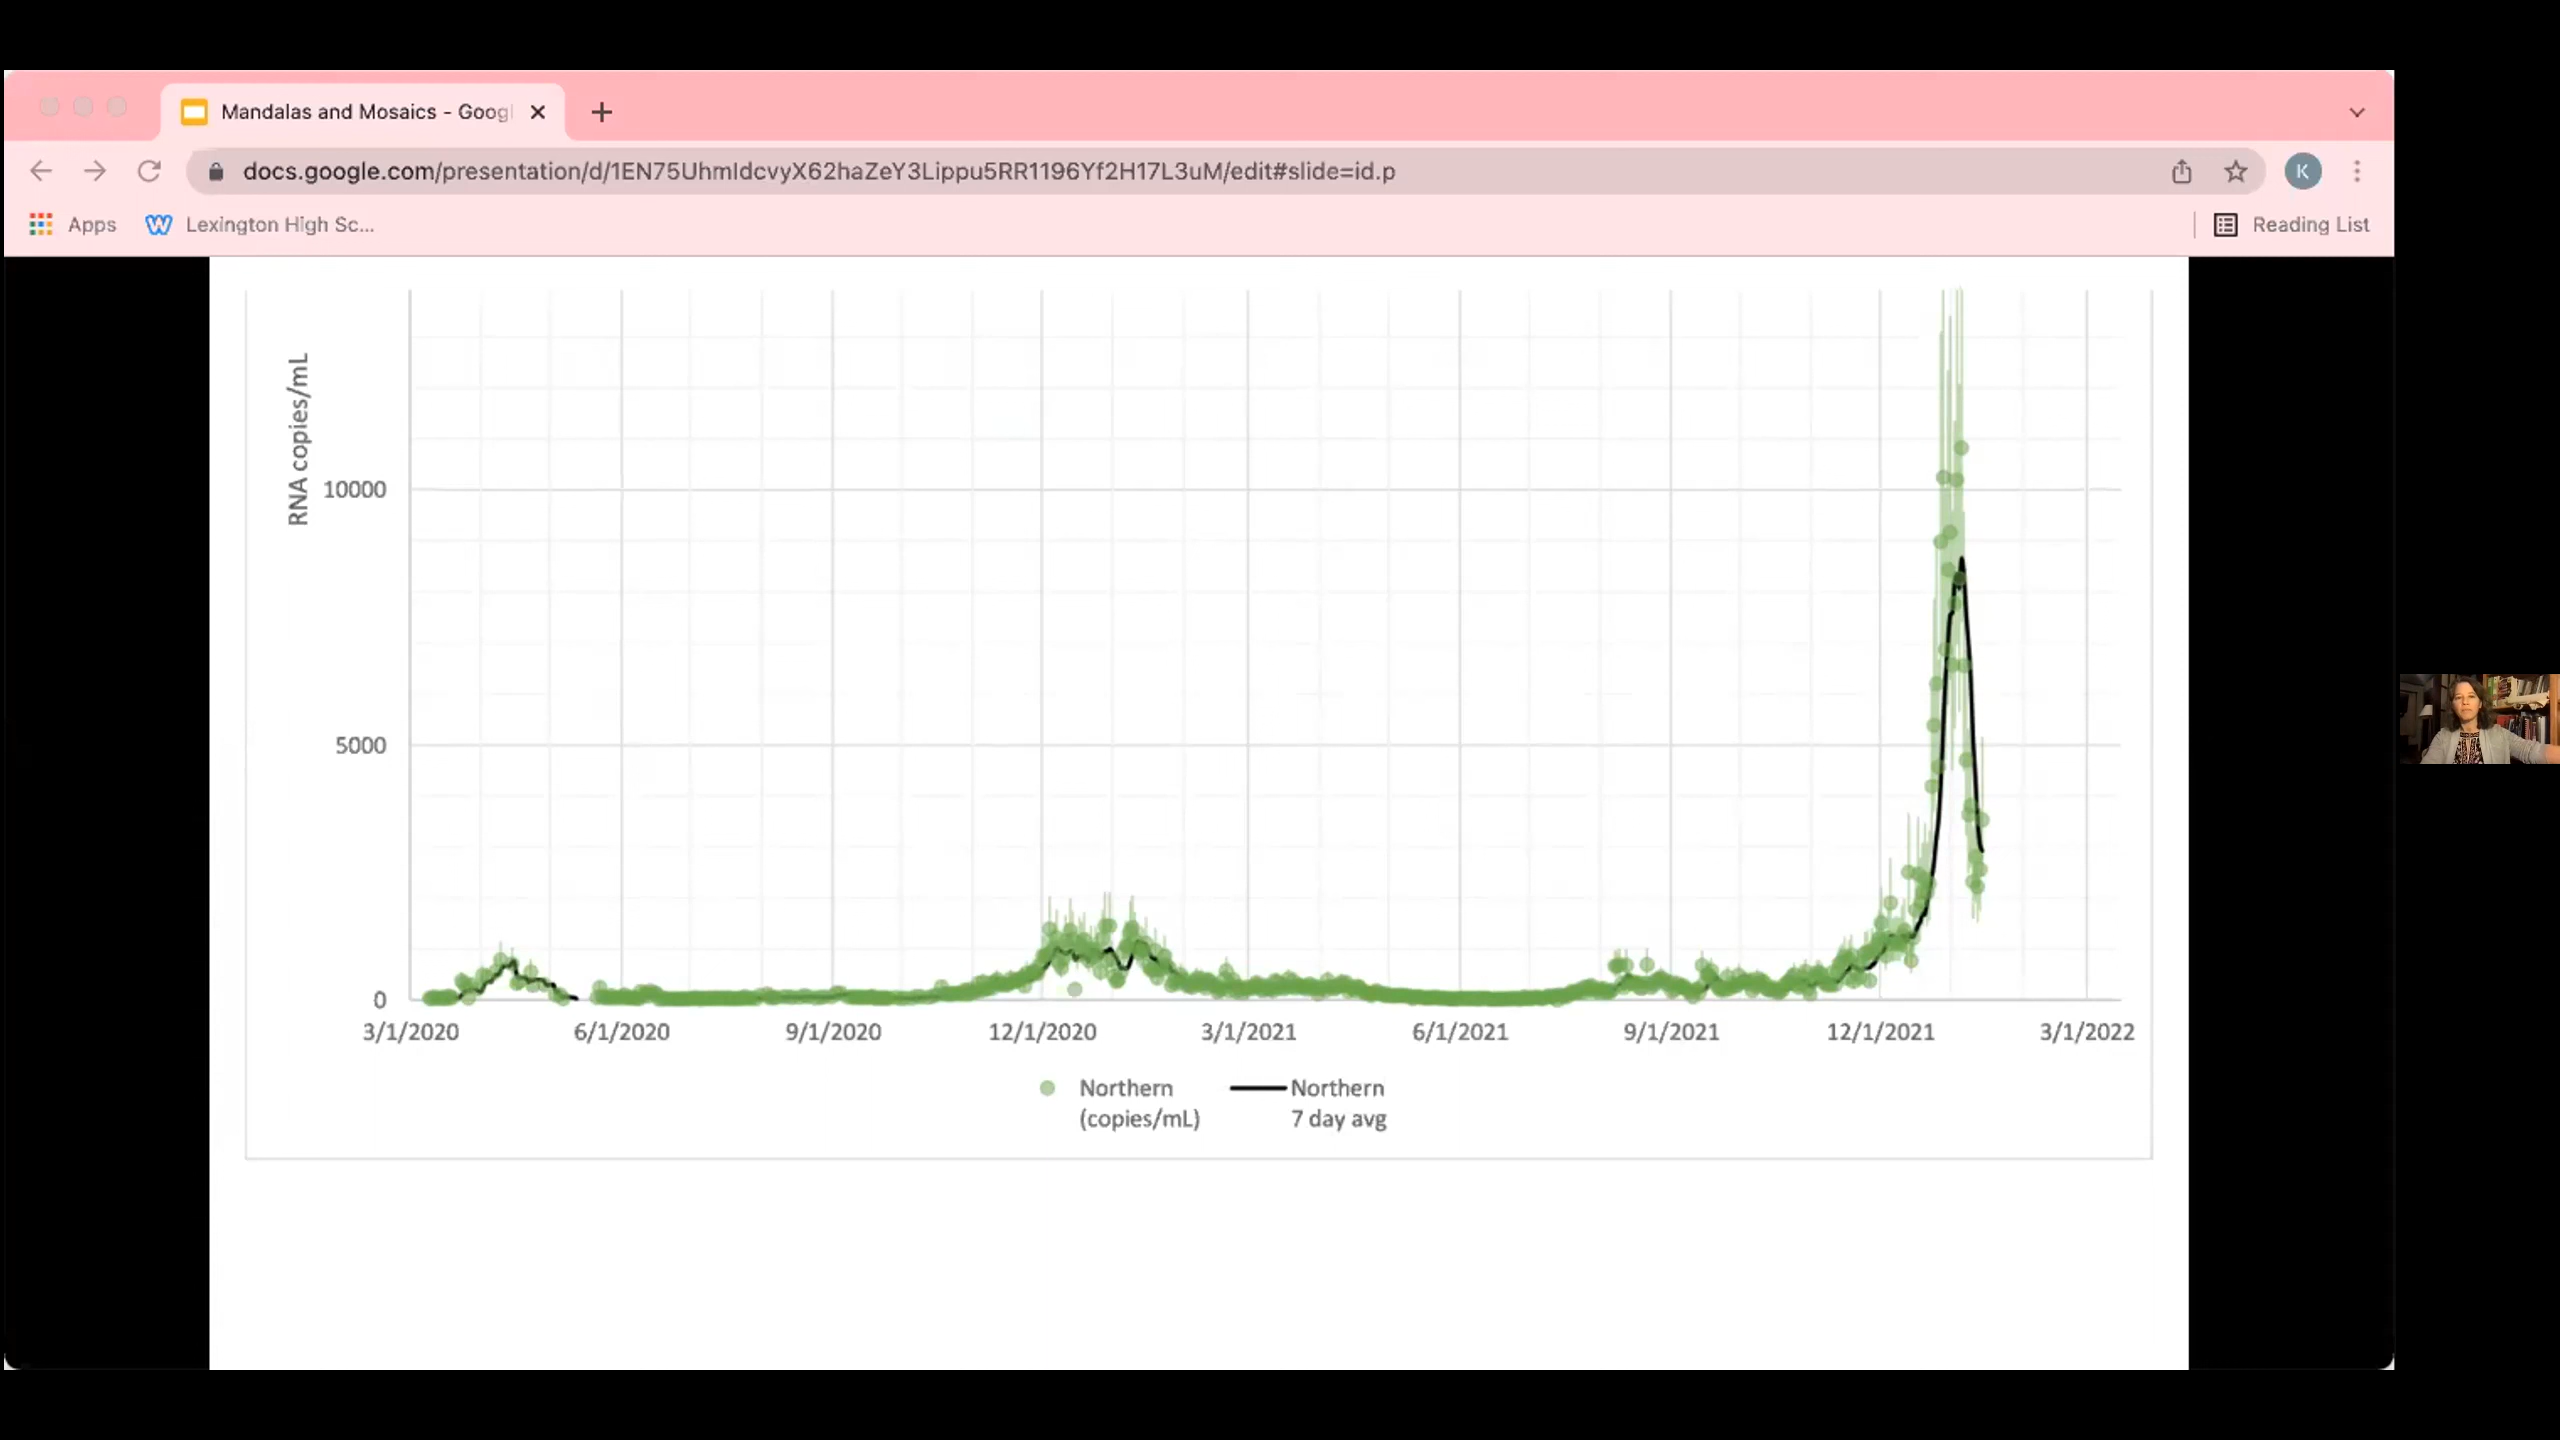 Mandalas and Mosaics - Goog
docs.google.com/presentation/d/1EN75UhmIdcvyX62haZeY3Lippu5RR1196Yf2H17L3uM/edit#slide=id.p
K
Apps
Lexington High Sc...
Reading List
RNA copies/mL
10000
5000
0
3/1/2020 6/1/2020 9/1/2020 12/1/2020 3/1/2021 6/1/2021 9/1/2021 12/1/2021 3/1/2022
Northern
(copies/mL)
Northern
7 day avg